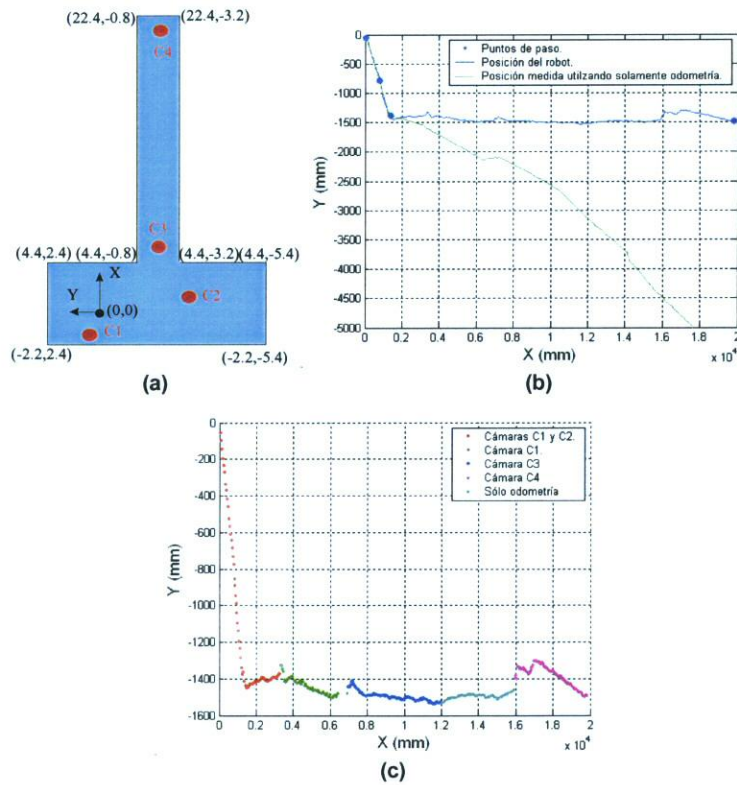 (22.4,-0.8) (22.4,-3.2)
C4
C3
(4.4,2.4) (4.4,-0.8) (4.4,-3.2) (4.4,-5.4)
X
Y
(0,0)
C2
C1
(-2.2,2.4) (-2.2,-5.4)
(a)
Puntos de paso.
Posición del robot.
Posición medida utilzando solamente odometría.
0
-500
-1000
-1500
-2000
-2500
-3000
-3500
-4000
-4500
-5000
Y (mm)
0 0.2 0.4 0.6 0.8 1 1.2 1.4 1.6 1.8 2
X (mm)
x 10⁴
(b)
Cámaras C1 y C2.
Cámara C1.
Cámara C3
Cámara C4
Sólo odometría
0
-200
-400
-600
-800
-1000
-1200
-1400
-1600
Y (mm)
0 0.2 0.4 0.6 0.8 1 1.2 1.4 1.6 1.8 2
X (mm)
x 10⁴
(c)